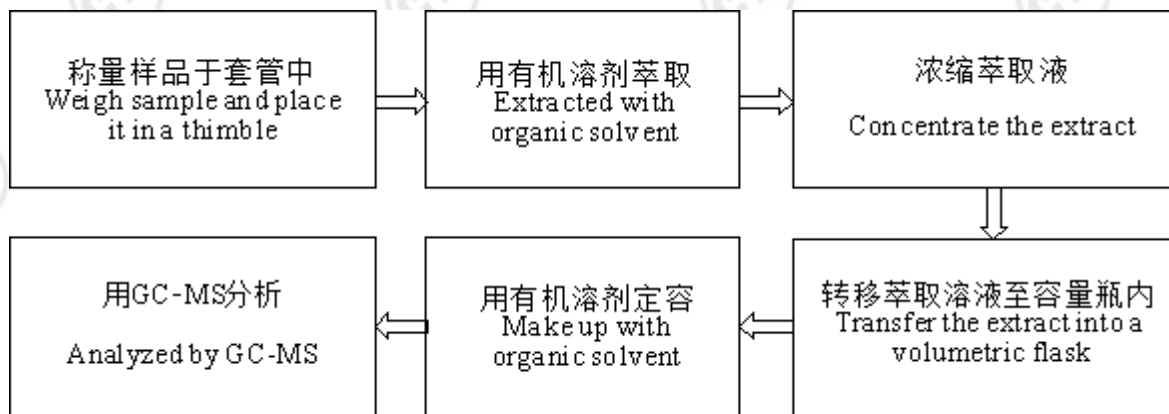 称量样品于套管中
Weigh sample and place
it in a thimble
用有机溶剂萃取
Extracted with
organic solvent
浓缩萃取液
Concentrate the extract
转移萃取溶液至容量瓶内
Transfer the extract into a
volumetric flask
用有机溶剂定容
Make up with
organic solvent
用GC-MS分析
Analyzed by GC-MS